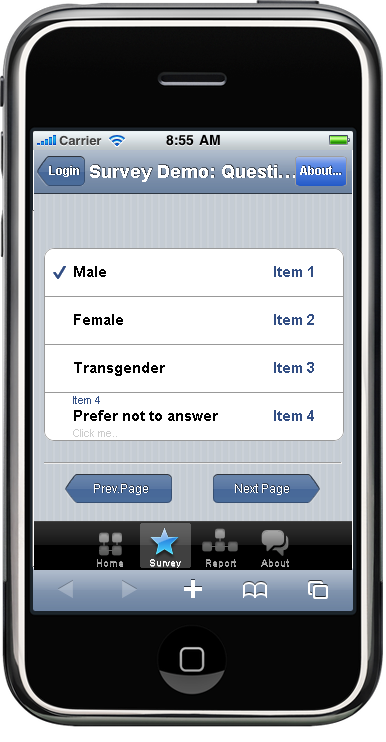 Carrier 8:55 AM
Login Survey Demo: Questi... About...
Male Item 1
Female Item 2
Transgender Item 3
Item 4
Prefer not to answer Item 4
Click me..
Prev.Page Next Page
Home Survey Report About